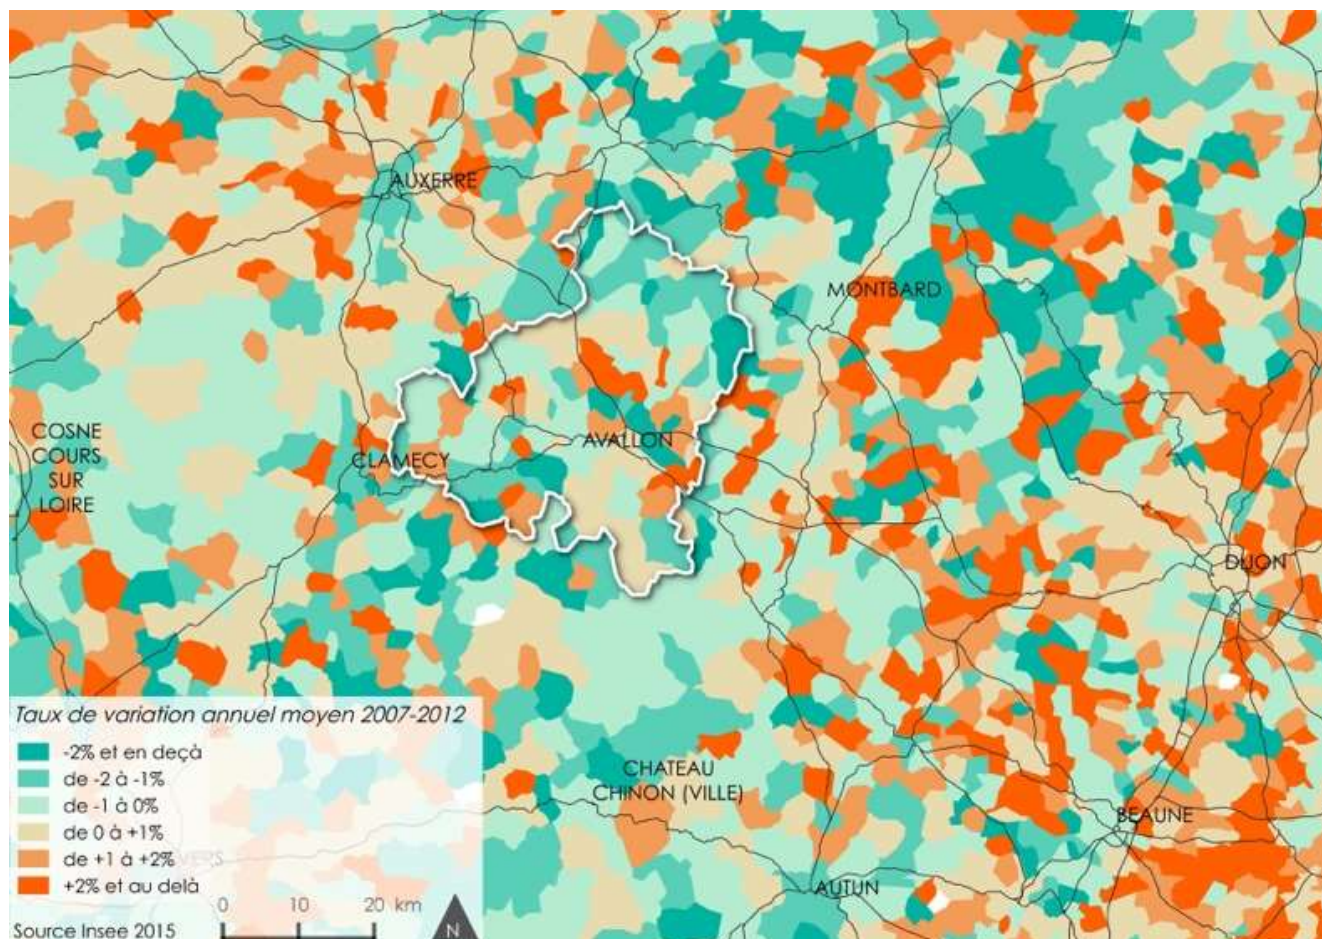 AUXERRE
MONTBARD
COSNE
COURS
SUR
LOIRE
AVALLON
CLAMECY
DIJON
CHATEAU
CHINON (VILLE)
BEAUNE
AUTUN
Taux de variation annuel moyen 2007-2012
-2% et en deçà
de -2 à -1%
de -1 à 0%
de 0 à +1%
de +1 à +2%
+2% et au delà
VERS
0 10 20 km
Source Insee 2015
N